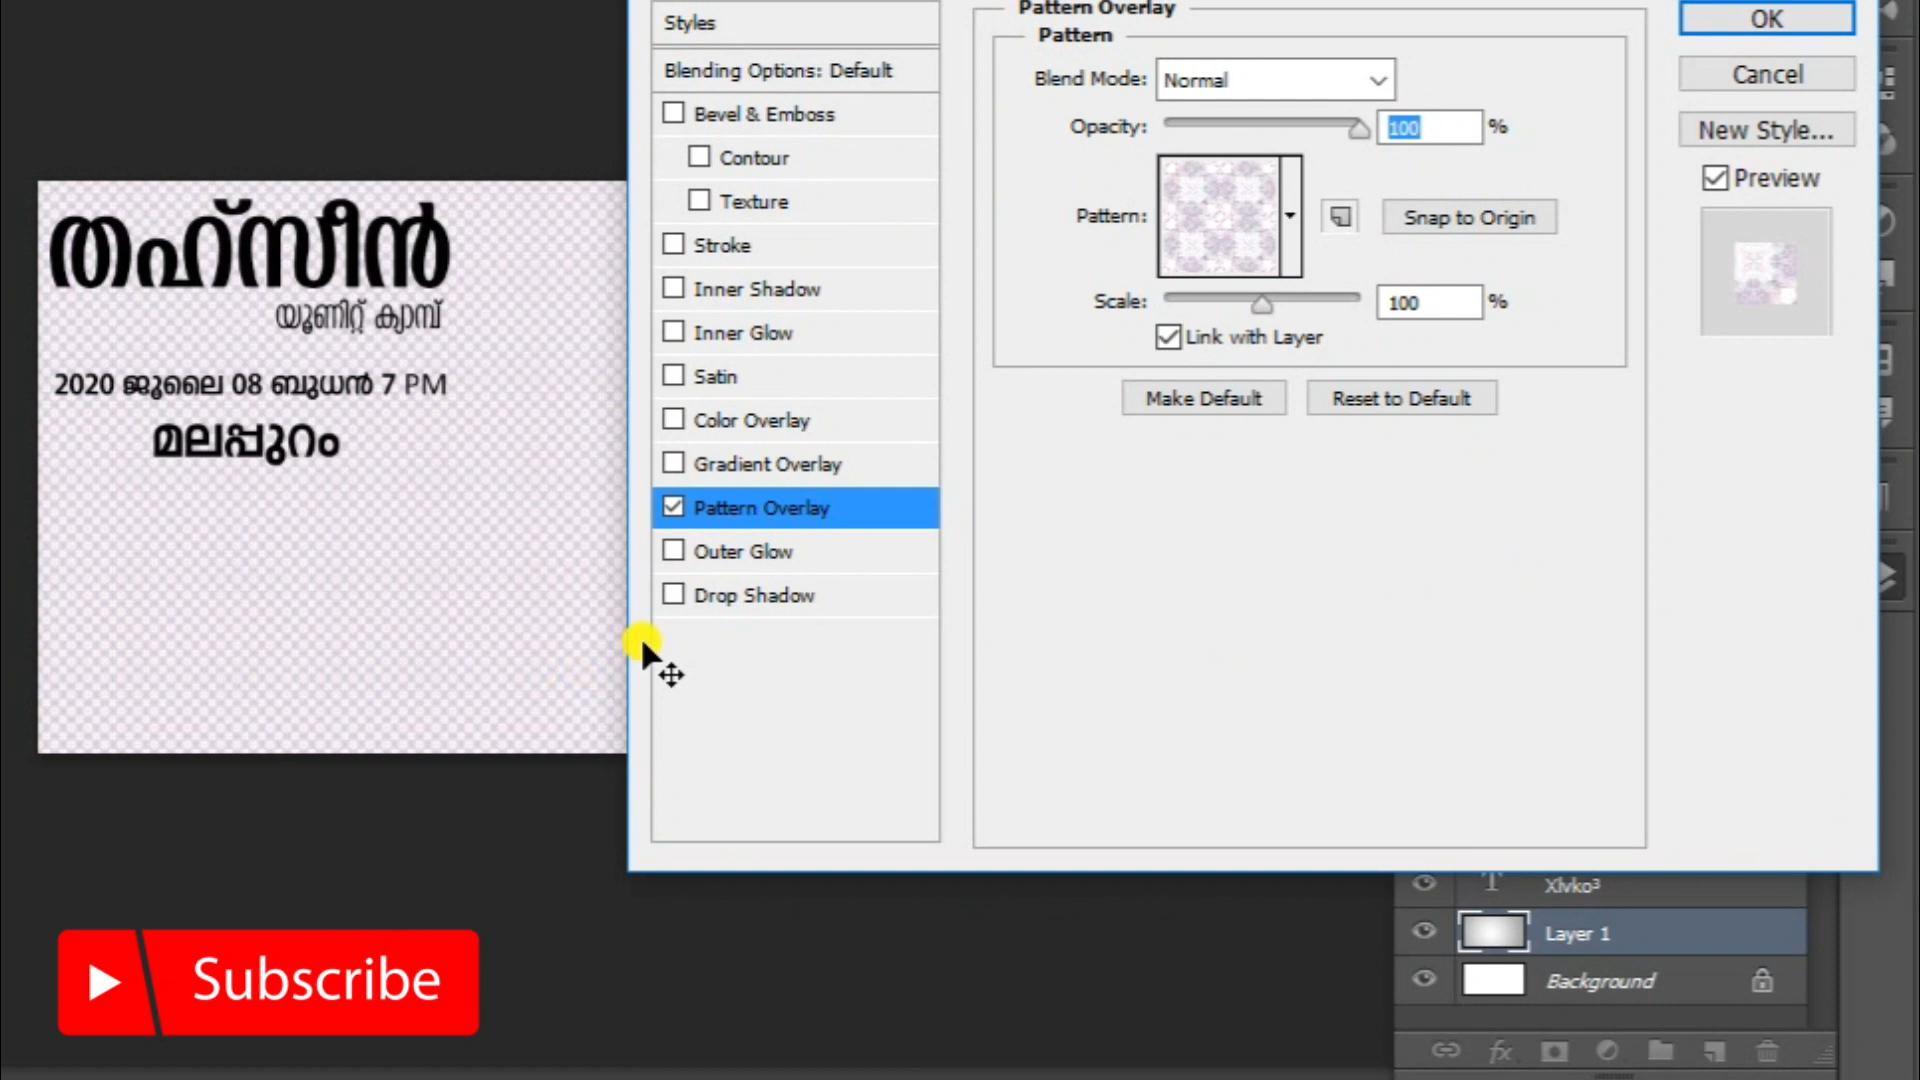 തഹ്സീൻ
യൂണിറ്റ് ക്യാമ്പ്
2020 ജൂലൈ 08 ബുധൻ 7 PM
മലപ്പുറം
Styles
Blending Options: Default
Bevel & Emboss
Contour
Texture
Stroke
Inner Shadow
Inner Glow
Satin
Color Overlay
Gradient Overlay
Pattern Overlay
Outer Glow
Drop Shadow
Pattern Overlay
Pattern
Blend Mode: Normal
Opacity: 100 %
Pattern: Snap to Origin
Scale: 100 %
Link with Layer
Make Default Reset to Default
OK
Cancel
New Style...
Preview
Xlvko³
Layer 1
Background
fx
Subscribe